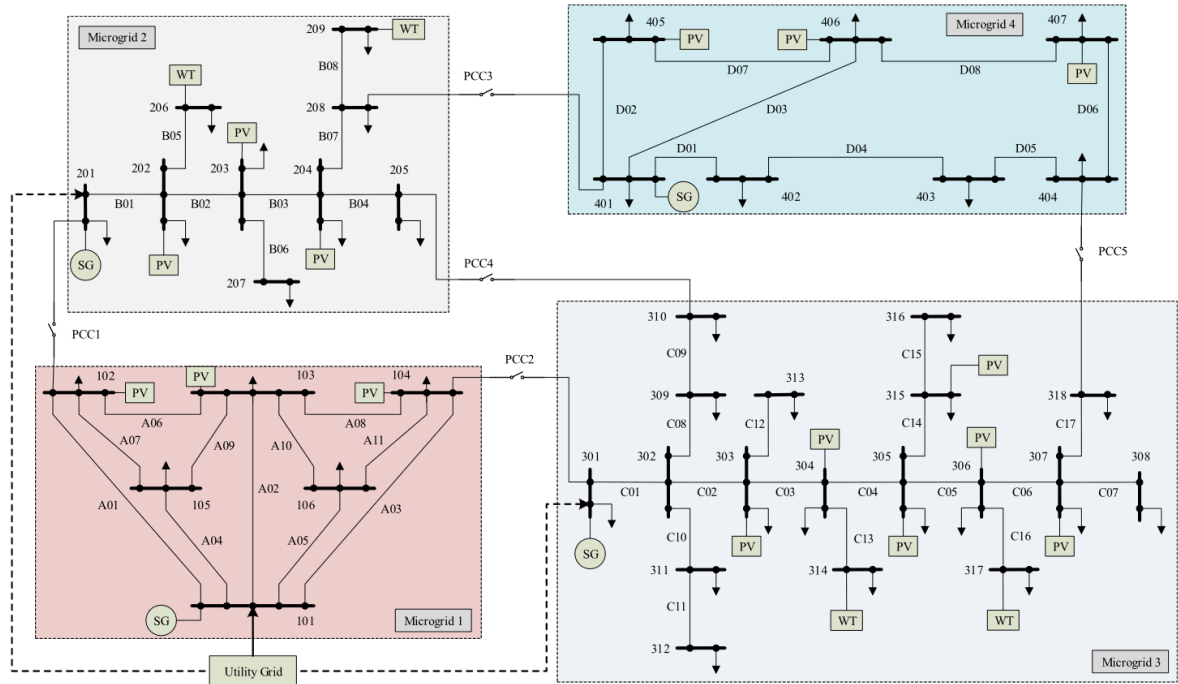 Microgrid 2
209
WT
B08
WT
206
B05
208
B07
PV
201
202
203
204
205
B01
B02
B03
B04
B06
SG
PV
PV
207
PCC3
PCC4
PCC1
PCC2
PCC5
405
PV
PV
406
Microgrid 4
407
D07
D08
PV
D02
D03
D06
D01
D04
D05
401
SG
402
403
404
102
PV
PV
103
104
PV
A06
A08
A07
A09
A10
A11
A01
105
A02
106
A03
A04
A05
SG
101
Microgrid 1
Utility Grid
310
316
C09
C15
PV
313
309
315
C12
C08
C14
C17
318
PV
PV
301
302
303
304
305
306
307
308
C01
C02
C03
C04
C05
C06
C07
C10
C13
C16
SG
PV
PV
PV
311
314
317
C11
WT
WT
312
Microgrid 3